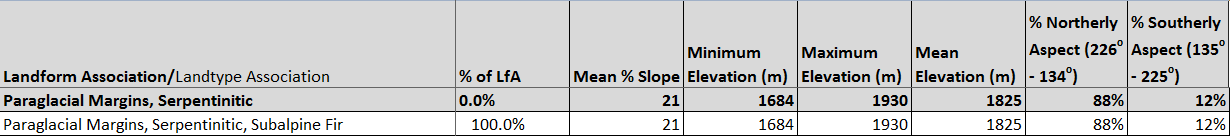 Landform Association/Landtype Association % of LfA Mean % Slope Minimum Elevation (m) Maximum Elevation (m) Mean Elevation (m) % Northerly Aspect (226° - 134°) % Southerly Aspect (135° - 225°)
Paraglacial Margins, Serpentinitic 0.0% 21 1684 1930 1825 88% 12%
Paraglacial Margins, Serpentinitic, Subalpine Fir 100.0% 21 1684 1930 1825 88% 12%